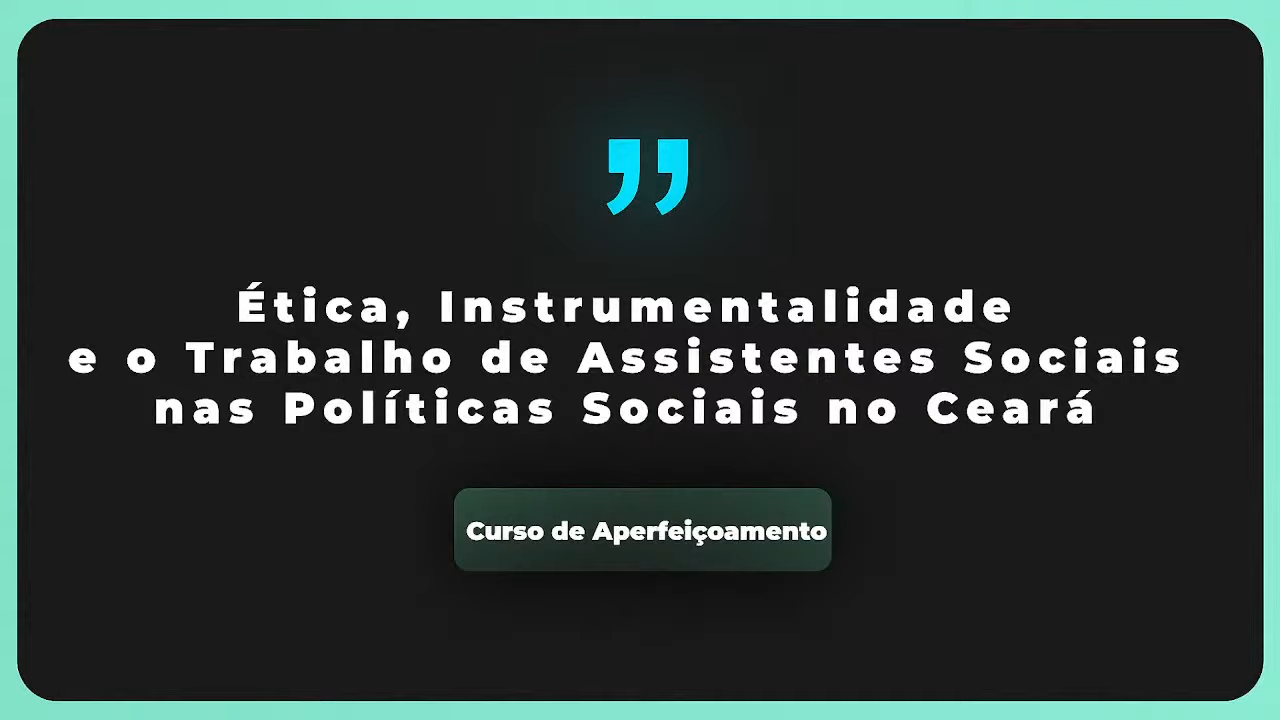 ”
Ética, Instrumentalidade
e o Trabalho de Assistentes Sociais
nas Políticas Sociais no Ceará
Curso de Aperfeiçoamento